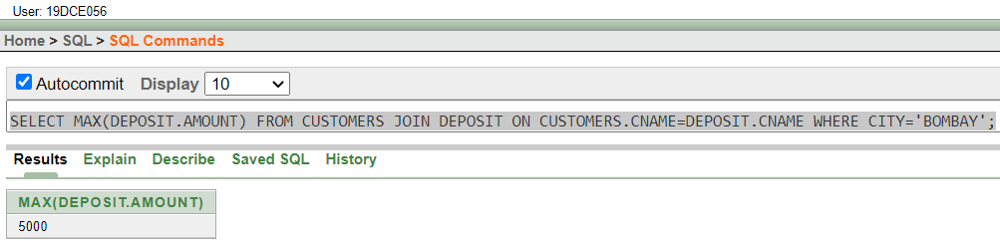 User: 19DCE056
Home > SQL > SQL Commands
Autocommit Display 10
SELECT MAX(DEPOSIT.AMOUNT) FROM CUSTOMERS JOIN DEPOSIT ON CUSTOMERS.CNAME=DEPOSIT.CNAME WHERE CITY='BOMBAY';
Results Explain Describe Saved SQL History
MAX(DEPOSIT.AMOUNT)
5000